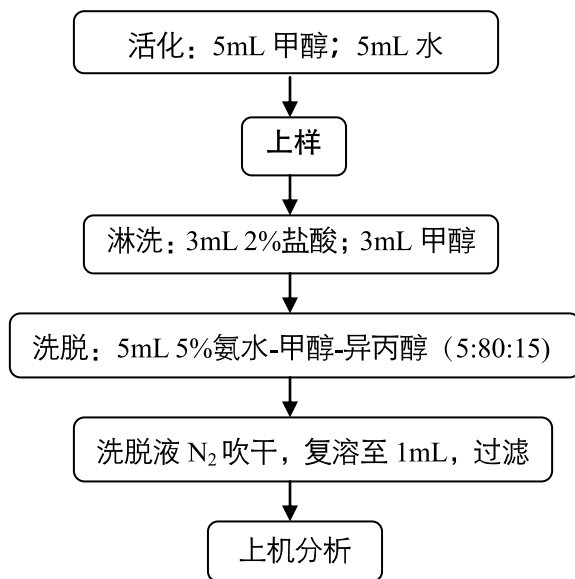 活化：5mL 甲醇；5mL 水
上样
淋洗：3mL 2%盐酸；3mL 甲醇
洗脱：5mL 5%氨水-甲醇-异丙醇（5:80:15)
洗脱液 N₂ 吹干，复溶至 1mL，过滤
上机分析